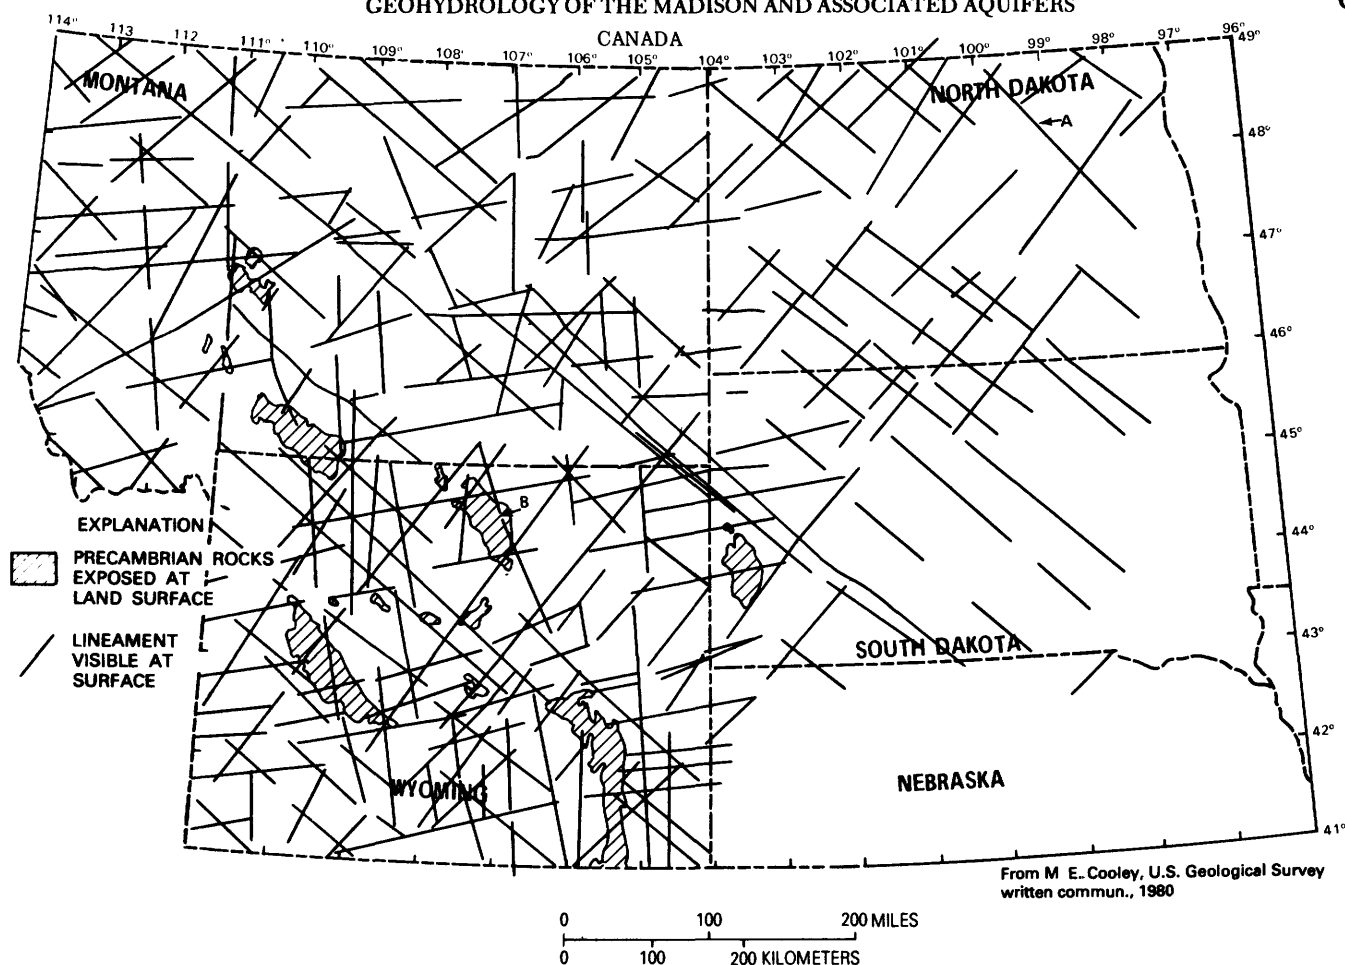 GEOHYDROLOGY OF THE MADISON AND ASSOCIATED AQUIFERS
CANADA
114° 113 112 111° 110° 109° 108° 107° 106° 105° 104° 103° 102° 101° 100° 99° 98° 97° 96°
49°
MONTANA
NORTH DAKOTA
A
48°
47°
46°
45°
B
44°
EXPLANATION
PRECAMBRIAN ROCKS
EXPOSED AT
LAND SURFACE
LINEAMENT
VISIBLE AT
SURFACE
43°
SOUTH DAKOTA
42°
WYOMING
NEBRASKA
41°
From M E. Cooley, U.S. Geological Survey
written commun., 1980
0 100 200 MILES
0 100 200 KILOMETERS